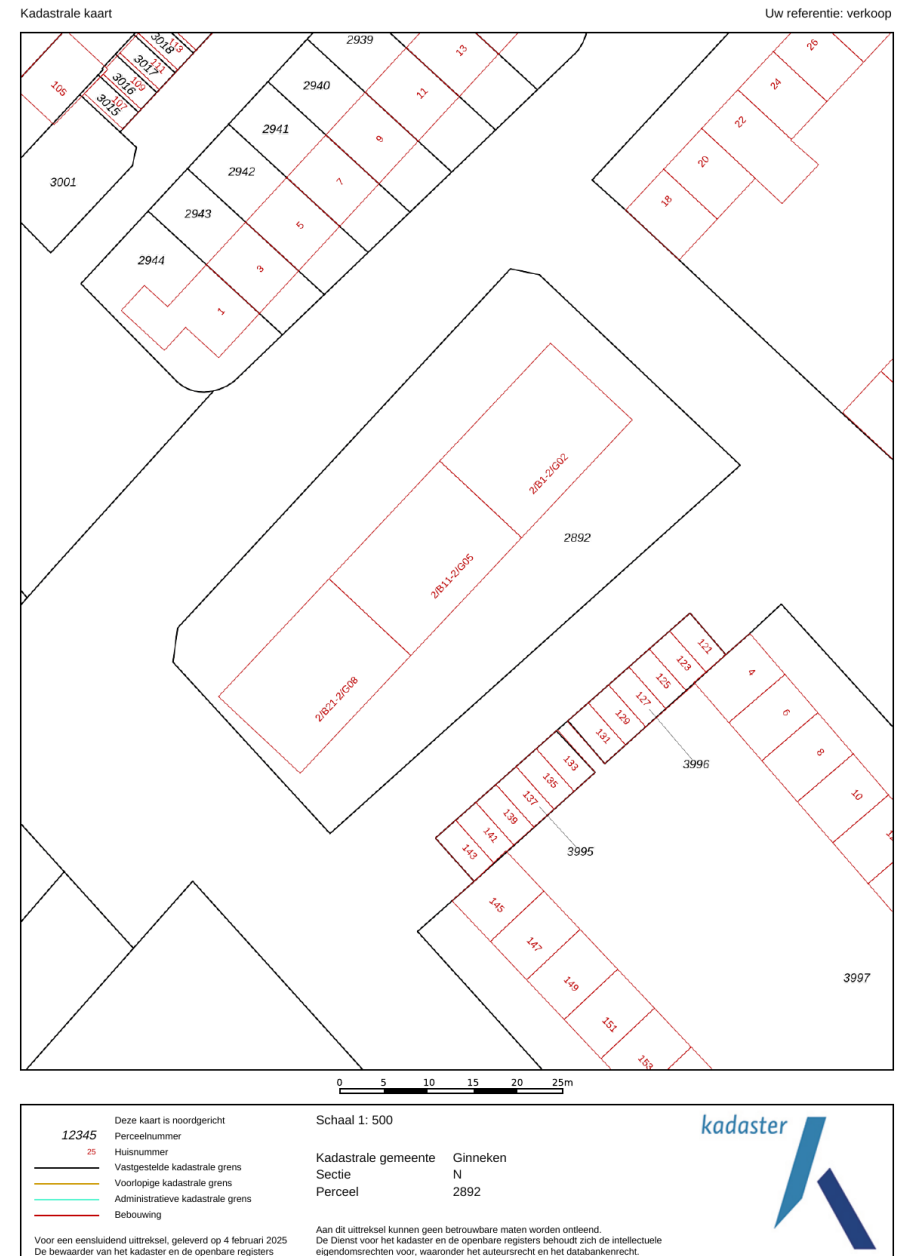 Kadastrale kaart
Uw referentie: verkoop
2939
13
26
3018
113
3017
111
3016
109
3015
107
105
2940
11
24
2941
9
22
2942
7
20
3001
2943
5
18
2944
3
1
2/B1-2/G02
2892
2/B11-2/G05
2/B21-2/G08
121
123
4
125
127
6
129
131
8
3996
133
135
10
137
139
141
3995
143
145
147
149
3997
151
153
0 5 10 15 20 25m
Deze kaart is noordgericht
12345 Perceelnummer
25 Huisnummer
Vastgestelde kadastrale grens
Voorlopige kadastrale grens
Administratieve kadastrale grens
Bebouwing
Voor een eensluidend uittreksel, geleverd op 4 februari 2025
De bewaarder van het kadaster en de openbare registers
Schaal 1: 500
Kadastrale gemeente Ginneken
Sectie N
Perceel 2892
Aan dit uittreksel kunnen geen betrouwbare maten worden ontleend.
De Dienst voor het kadaster en de openbare registers behoudt zich de intellectuele
eigendomsrechten voor, waaronder het auteursrecht en het databankenrecht.
kadaster